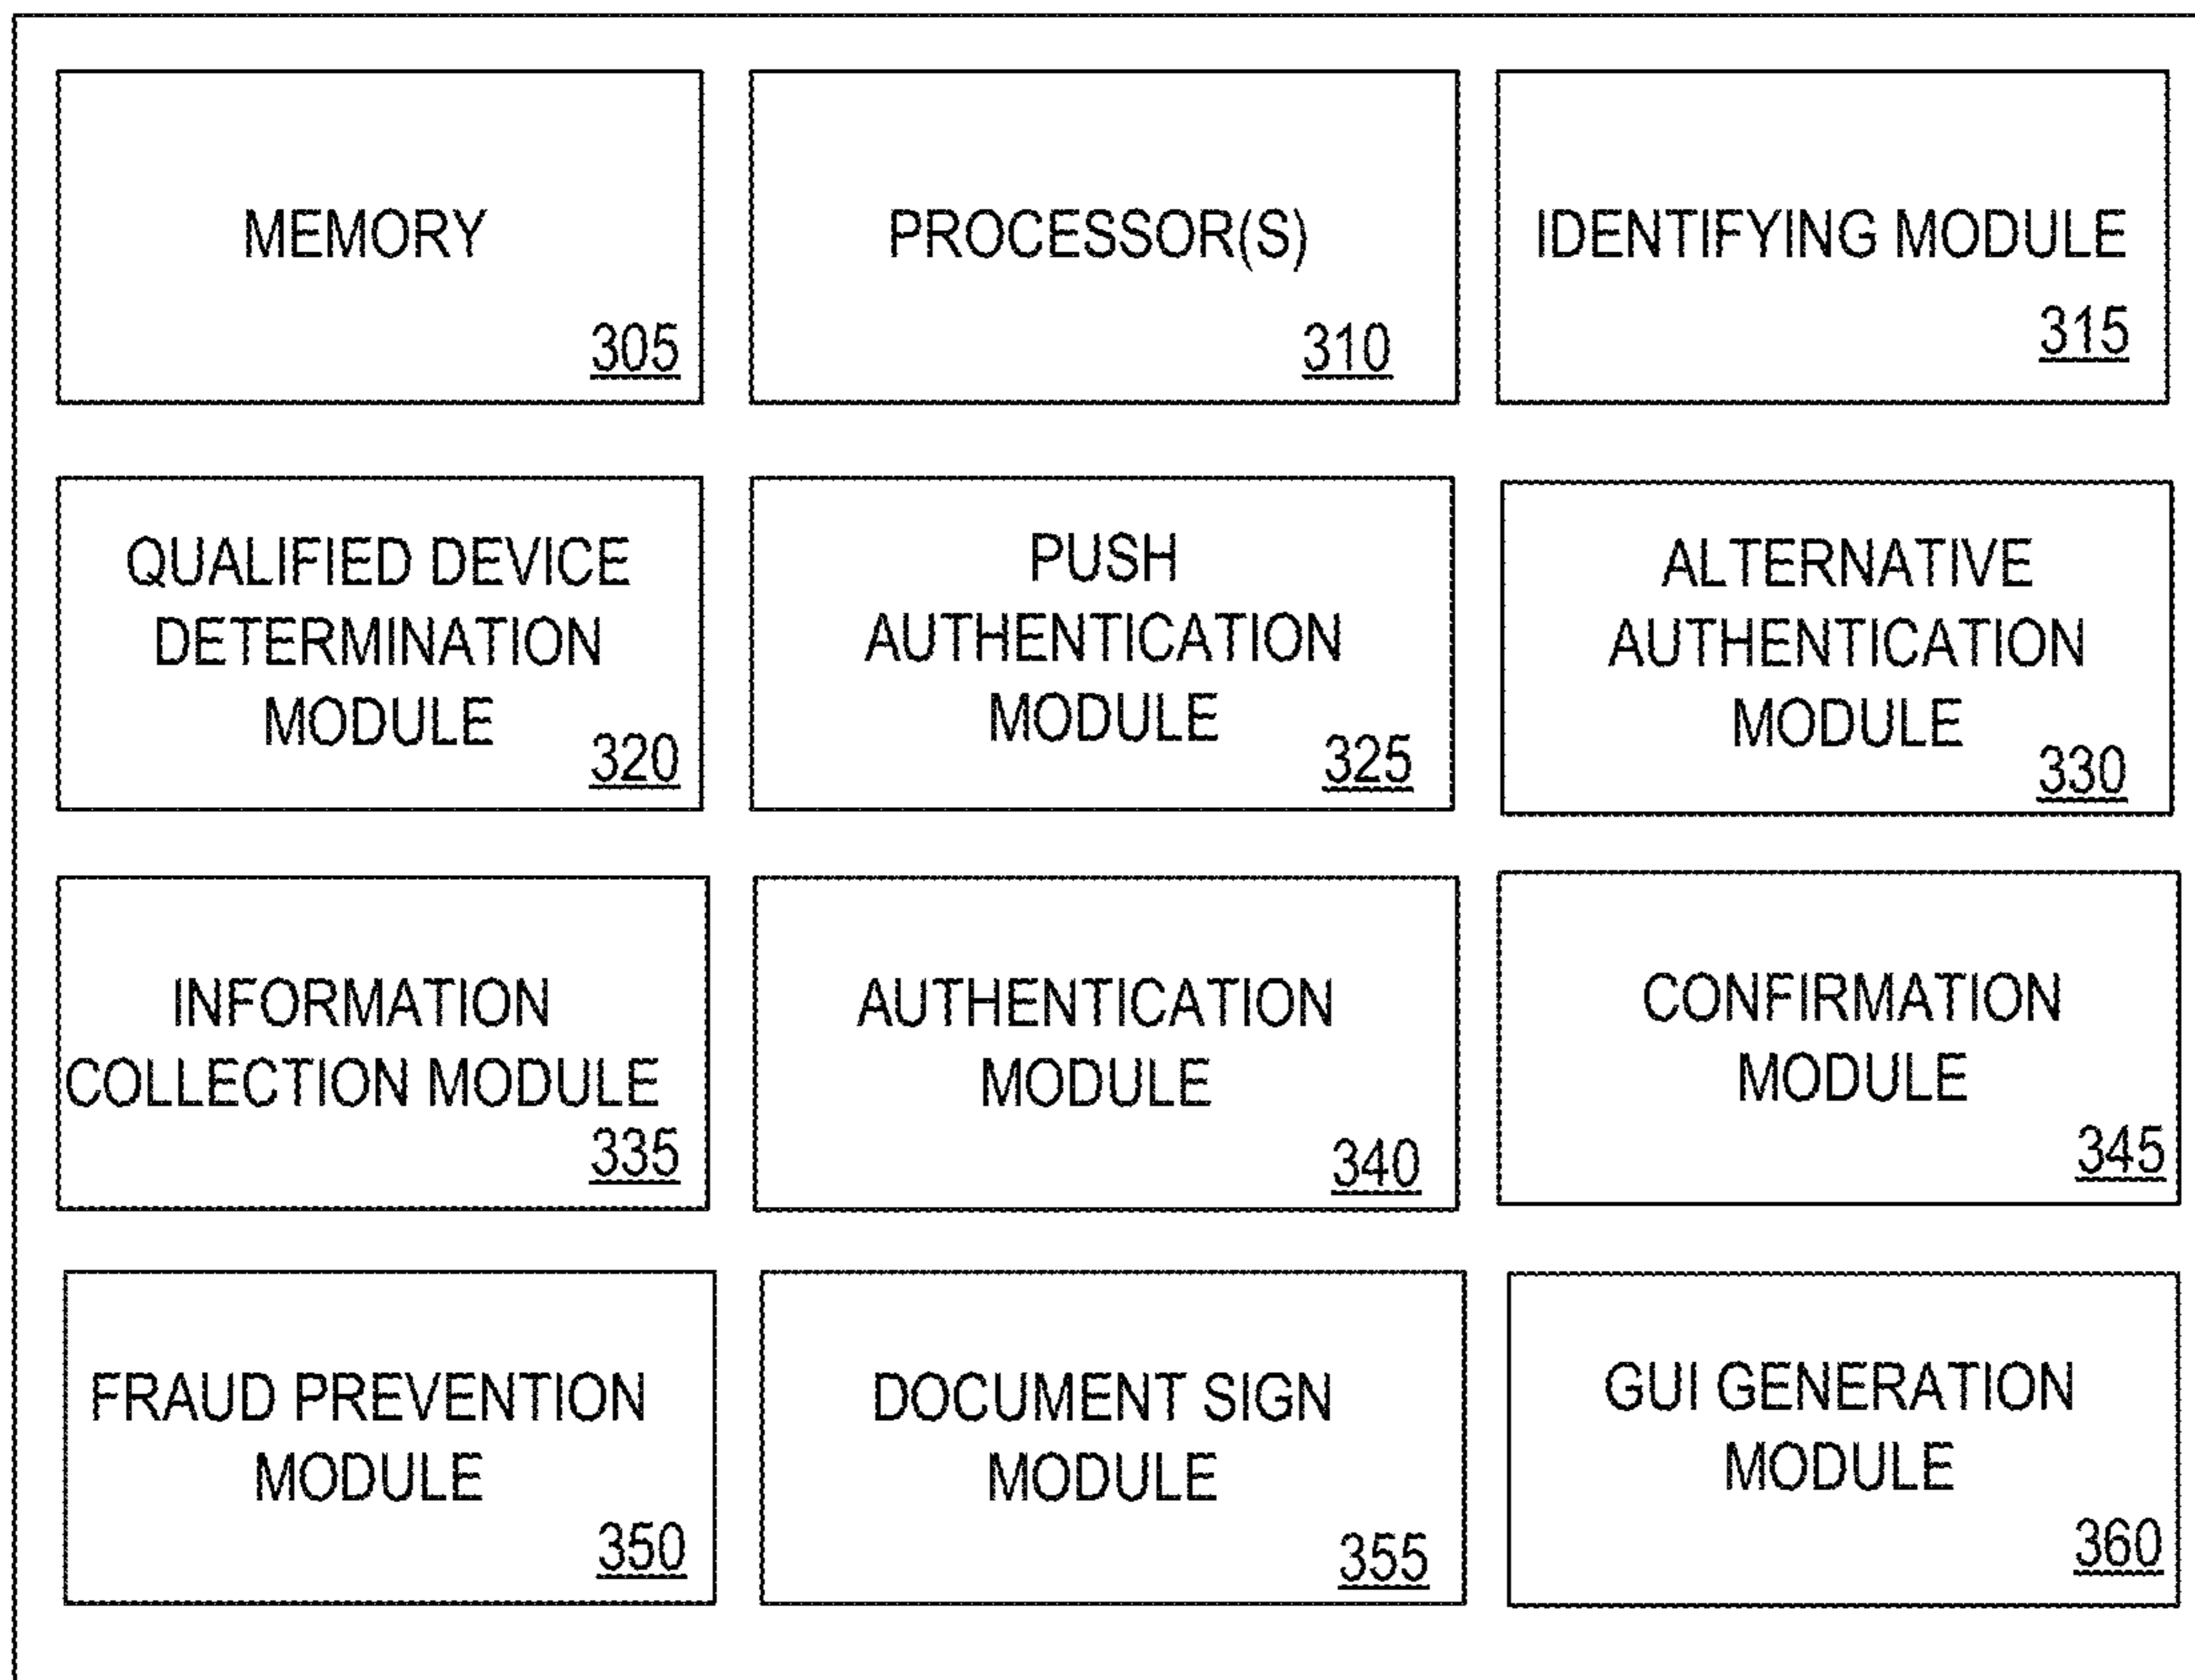 MEMORY
305
PROCESSOR(S)
310
IDENTIFYING MODULE
315
QUALIFIED DEVICE
DETERMINATION
MODULE
320
PUSH
AUTHENTICATION
MODULE
325
ALTERNATIVE
AUTHENTICATION
MODULE
330
INFORMATION
COLLECTION MODULE
335
AUTHENTICATION
MODULE
340
CONFIRMATION
MODULE
345
FRAUD PREVENTION
MODULE
350
DOCUMENT SIGN
MODULE
355
GUI GENERATION
MODULE
360